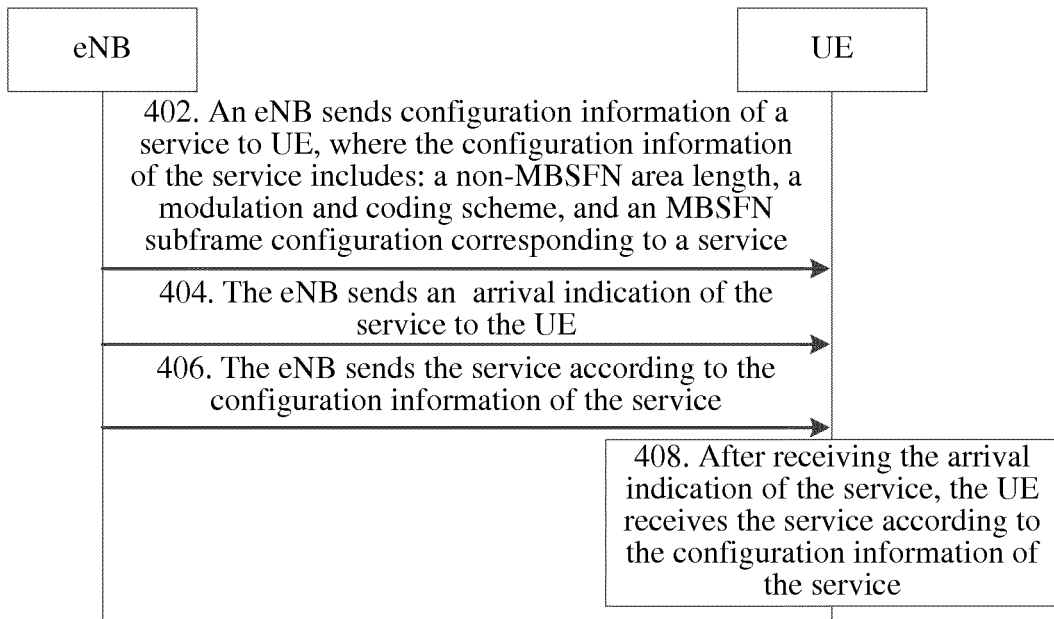 eNB
UE
402. An eNB sends configuration information of a
service to UE, where the configuration information
of the service includes: a non-MBSFN area length, a
modulation and coding scheme, and an MBSFN
subframe configuration corresponding to a service
404. The eNB sends an arrival indication of the
service to the UE
406. The eNB sends the service according to the
configuration information of the service
408. After receiving the arrival
indication of the service, the UE
receives the service according to
the configuration information of
the service